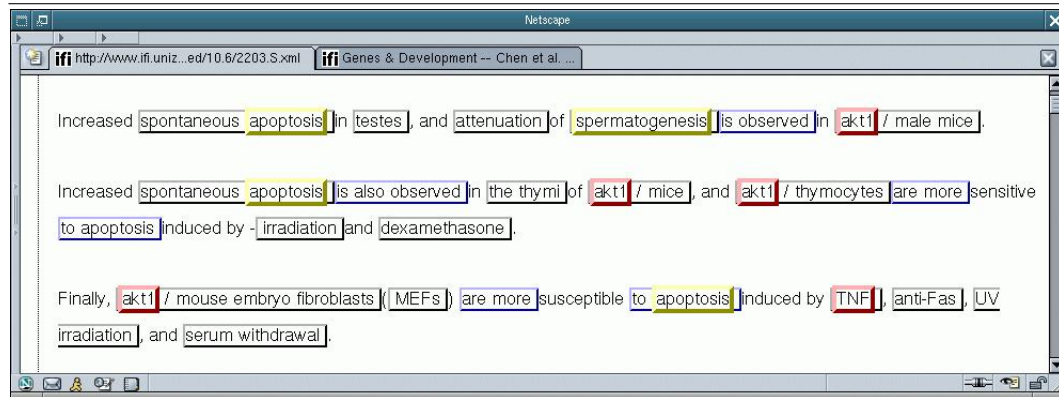 Netscape
http://www.ifi.uniz...ed/10.6/2203.S.xml ifi Genes & Development -- Chen et al. ...
Increased spontaneous apoptosis in testes , and attenuation of spermatogenesis is observed in akt1 / male mice .
Increased spontaneous apoptosis is also observed in the thymi of akt1 / mice , and akt1 / thymocytes are more sensitive
to apoptosis induced by - irradiation and dexamethasone .
Finally, akt1 / mouse embryo fibroblasts ( MEFs ) are more susceptible to apoptosis induced by TNF , anti-Fas , UV
irradiation , and serum withdrawal .